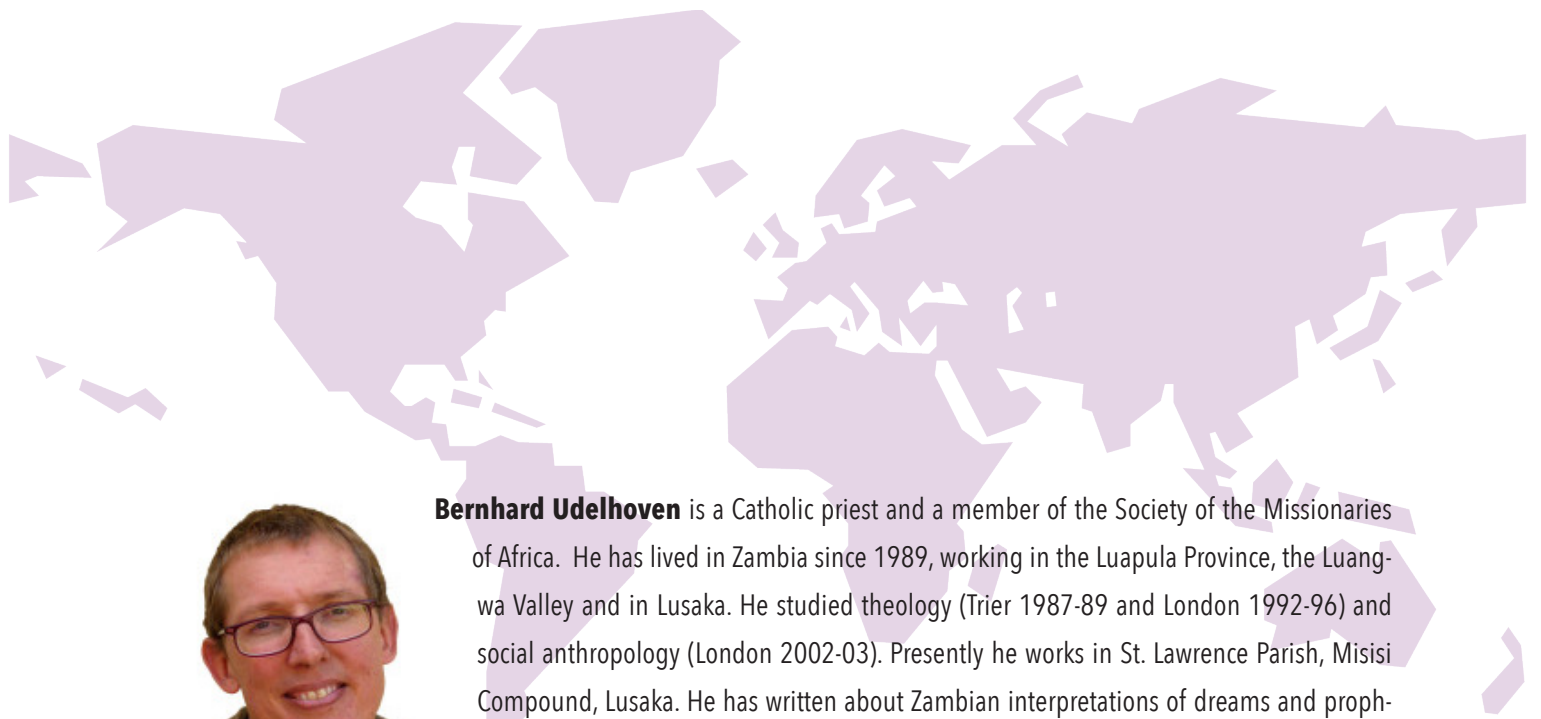 Bernhard Udelhoven is a Catholic priest and a member of the Society of the Missionaries
of Africa.  He has lived in Zambia since 1989, working in the Luapula Province, the Luang-
wa Valley and in Lusaka. He studied theology (Trier 1987-89 and London 1992-96) and
social anthropology (London 2002-03). Presently he works in St. Lawrence Parish, Misisi
Compound, Lusaka. He has written about Zambian interpretations of dreams and proph-